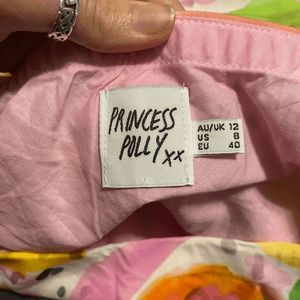 PRINCESS
POLLY xx
AU/UK 12
US 8
EU 40